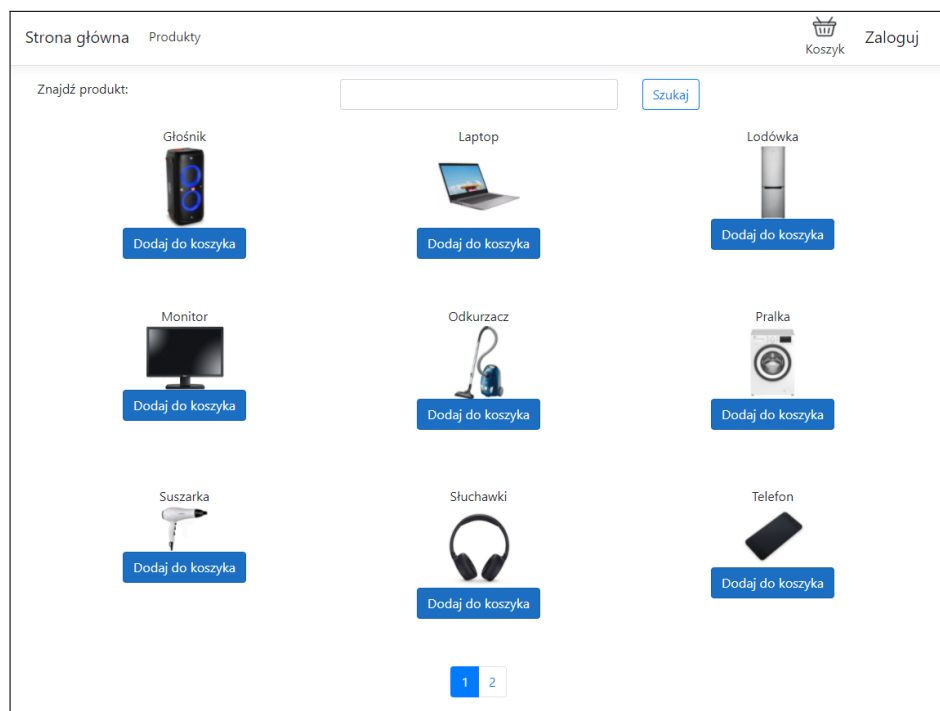 Strona główna Produkty Koszyk Zaloguj
Znajdź produkt: Szukaj
Głośnik Laptop Lodówka
Dodaj do koszyka Dodaj do koszyka Dodaj do koszyka
Monitor Odkurzacz Pralka
Dodaj do koszyka Dodaj do koszyka Dodaj do koszyka
Suszarka Słuchawki Telefon
Dodaj do koszyka Dodaj do koszyka Dodaj do koszyka
1 2